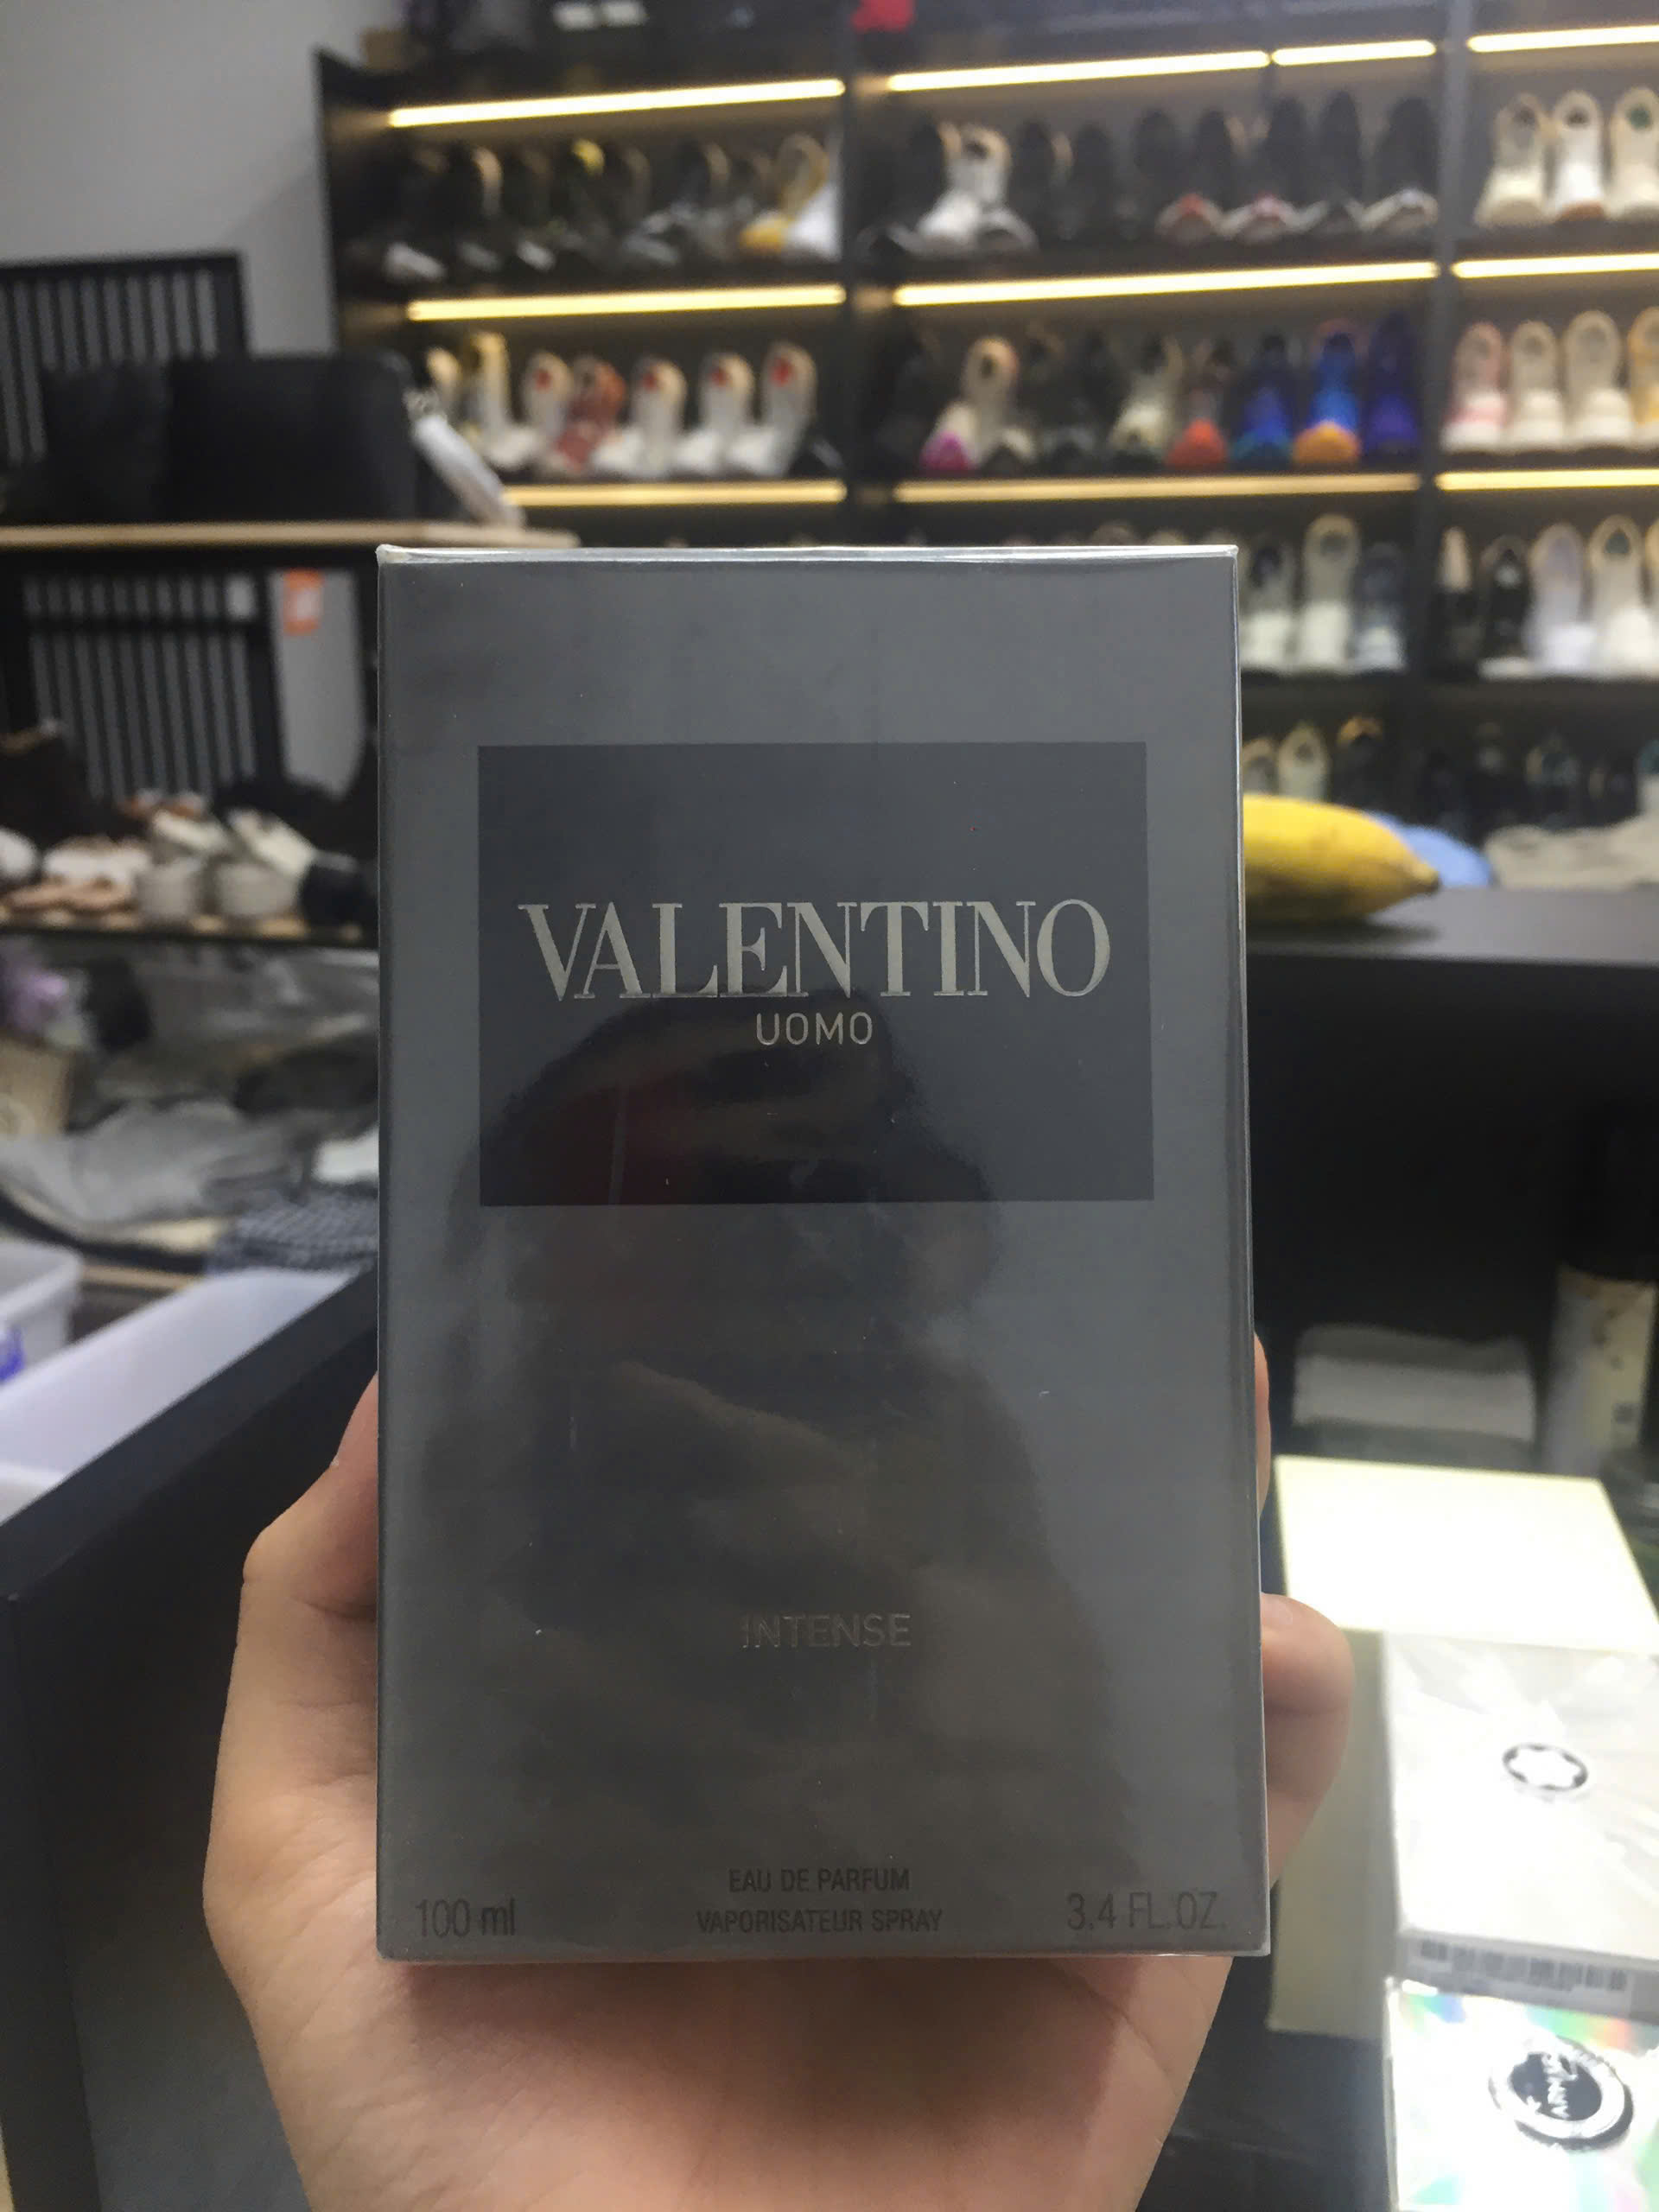 VALENTINO
UOMO
INTENSE
EAU DE PARFUM
100 ml VAPORISATEUR SPRAY 3.4 FL.OZ.